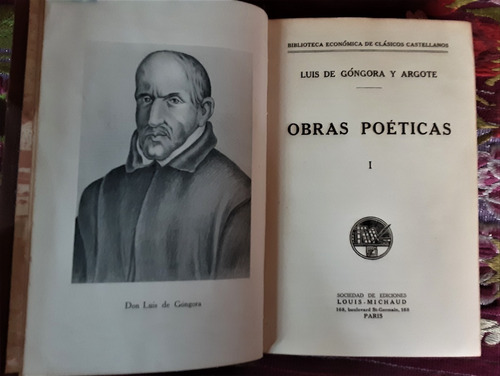 Don Luis de Góngora
BIBLIOTECA ECONÓMICA DE CLÁSICOS CASTELLANOS
LUIS DE GÓNGORA Y ARGOTE
OBRAS POÉTICAS
I
SOCIEDAD DE EDICIONES
LOUIS-MICHAUD
168, boulevard St-Germain, 168
PARIS